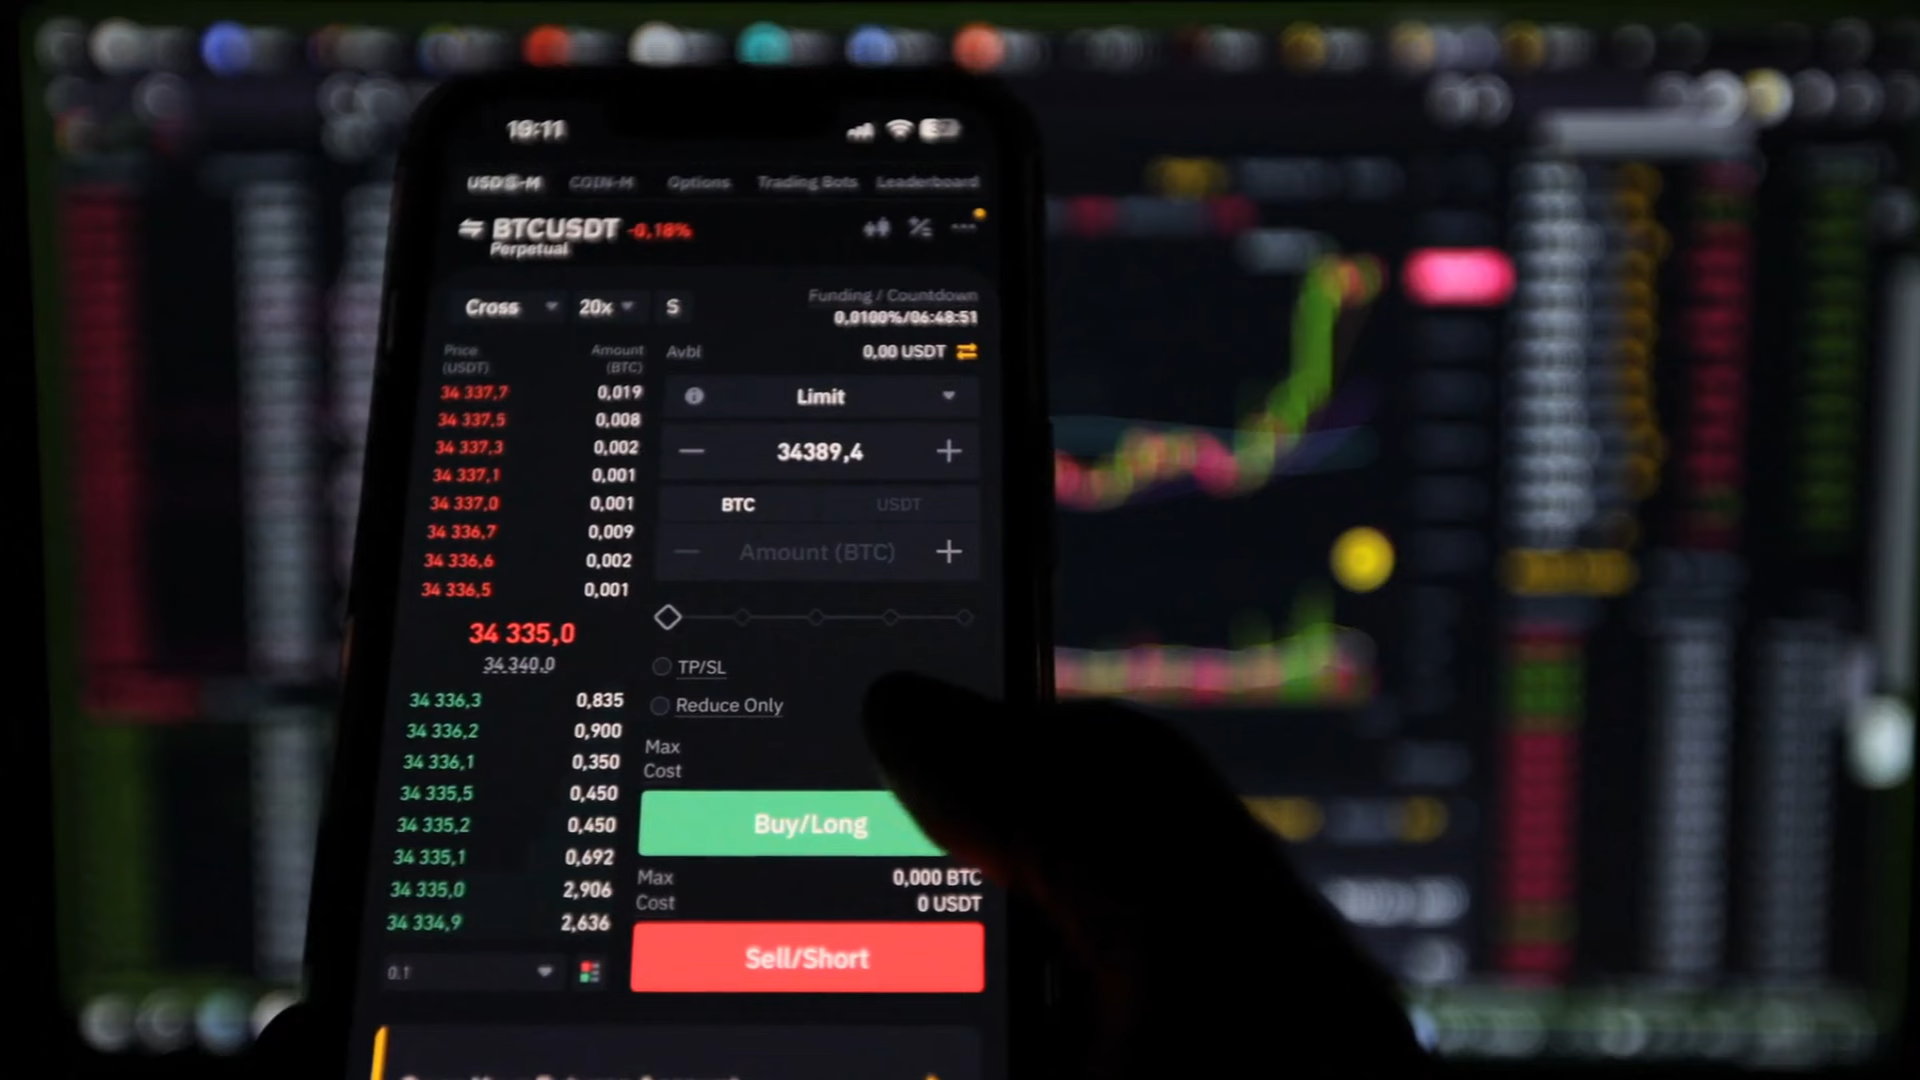 19:11
USDⓈ-M COIN-M Options Trading Bots Leaderboard
BTCUSDT -0,18%
Perpetual
Cross 20x S
Funding / Countdown
0,0100%/06:48:51
Price Amount
(USDT) (BTC)
Avbl 0,00 USDT
34 337,7 0,019
34 337,5 0,008
34 337,3 0,002
34 337,1 0,001
34 337,0 0,001
34 336,7 0,009
34 336,6 0,002
34 336,5 0,001
34 335,0
34 340,0
34 336,3 0,835
34 336,2 0,900
34 336,1 0,350
34 335,5 0,450
34 335,2 0,450
34 335,1 0,692
34 335,0 2,906
34 334,9 2,636
0.1
Limit
34389,4
BTC USDT
Amount (BTC)
TP/SL
Reduce Only
Max
Cost
Buy/Long
Max 0,000 BTC
Cost 0 USDT
Sell/Short